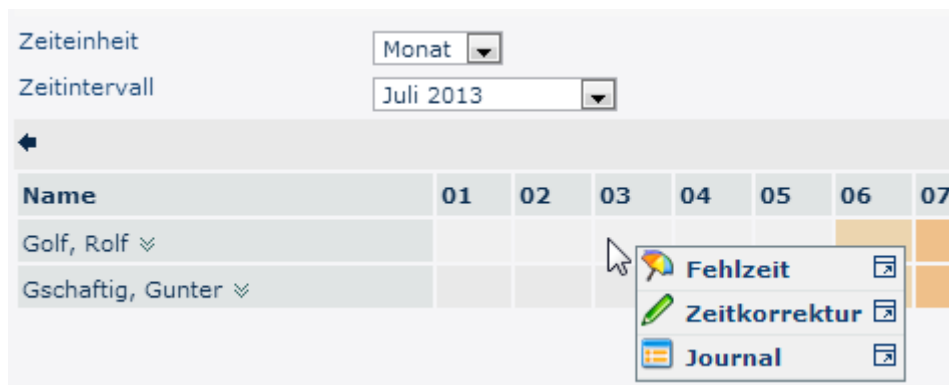 Zeiteinheit Monat
Zeitintervall Juli 2013
Name 01 02 03 04 05 06 07
Golf, Rolf
Fehlzeit
Gschaftig, Gunter
Zeitkorrektur
Journal